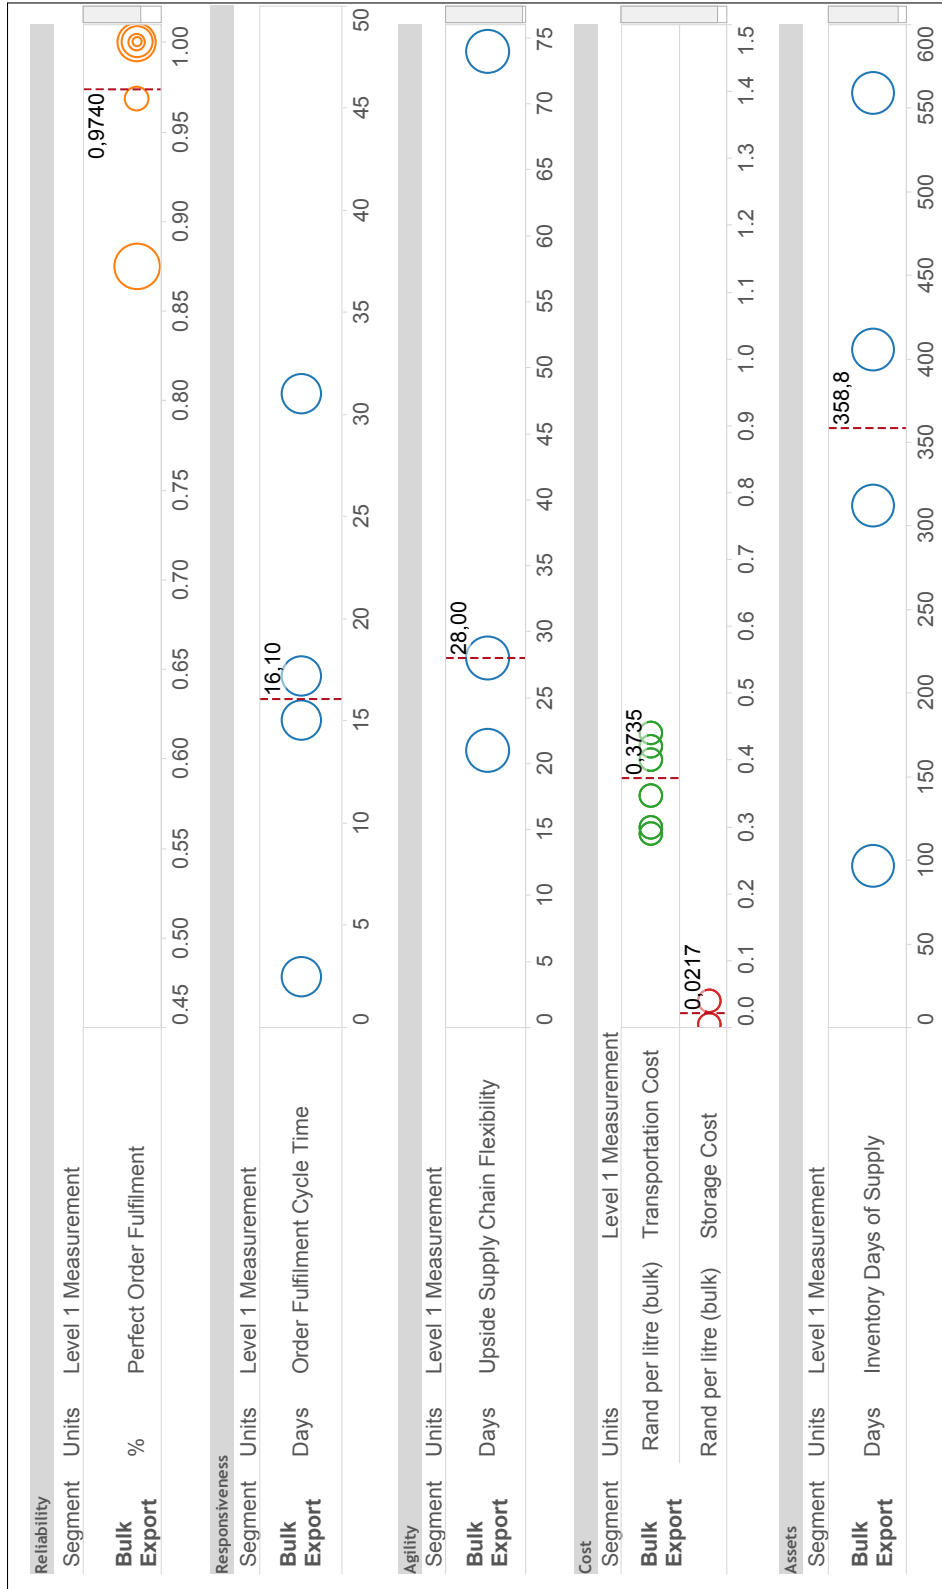 Reliability
Segment Units Level 1 Measurement
Bulk Export % Perfect Order Fulfilment
0,9740
0.45 0.50 0.55 0.60 0.65 0.70 0.75 0.80 0.85 0.90 0.95 1.00
Responsiveness
Segment Units Level 1 Measurement
Bulk Export Days Order Fulfilment Cycle Time
16,10
0 5 10 15 20 25 30 35 40 45 50
Agility
Segment Units Level 1 Measurement
Bulk Export Days Upside Supply Chain Flexibility
28,00
0 5 10 15 20 25 30 35 40 45 50 55 60 65 70 75
Cost
Segment Units Level 1 Measurement
Bulk Export Rand per litre (bulk) Transportation Cost
0,3735
Rand per litre (bulk) Storage Cost
0,0217
0.0 0.1 0.2 0.3 0.4 0.5 0.6 0.7 0.8 0.9 1.0 1.1 1.2 1.3 1.4 1.5
Assets
Segment Units Level 1 Measurement
Bulk Export Days Inventory Days of Supply
358,8
0 50 100 150 200 250 300 350 400 450 500 550 600